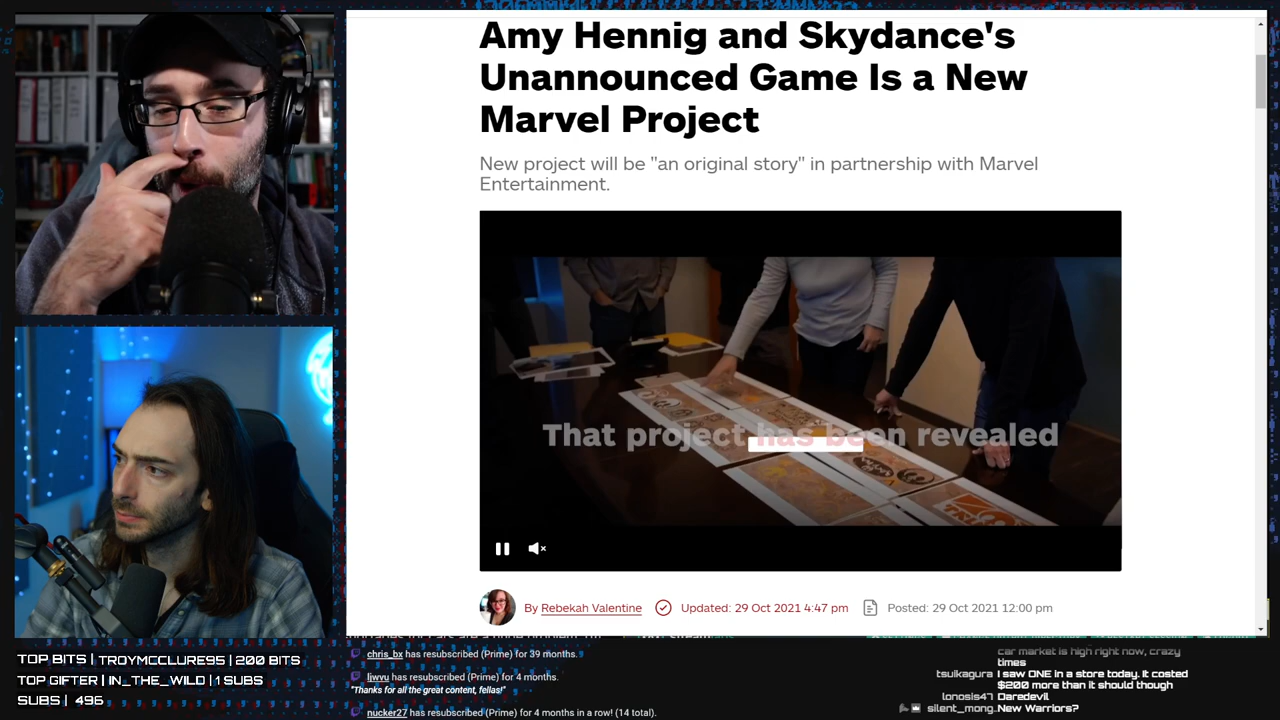 Amy Hennig and Skydance's
Unannounced Game Is a New
Marvel Project
New project will be "an original story" in partnership with Marvel
Entertainment.
That project has been revealed
By Rebekah Valentine
Updated: 29 Oct 2021 4:47 pm
Posted: 29 Oct 2021 12:00 pm
TOP BITS | TROYMCCLURE95 | 200 BITS
TOP GIFTER | IN_THE_WILD | 1 SUBS
SUBS | 496
chris_bx has resubscribed (Prime) for 39 months.
ljwvu has resubscribed (Prime) for 4 months.
"Thanks for all the great content, fellas!"
nucker27 has resubscribed (Prime) for 4 months in a row! (14 total).
car market is high right now, crazy
times
tsuikagura I saw ONE in a store today. It costed
$200 more than it should though
lonosis47 Daredevil
silent_mong.. New Warriors?